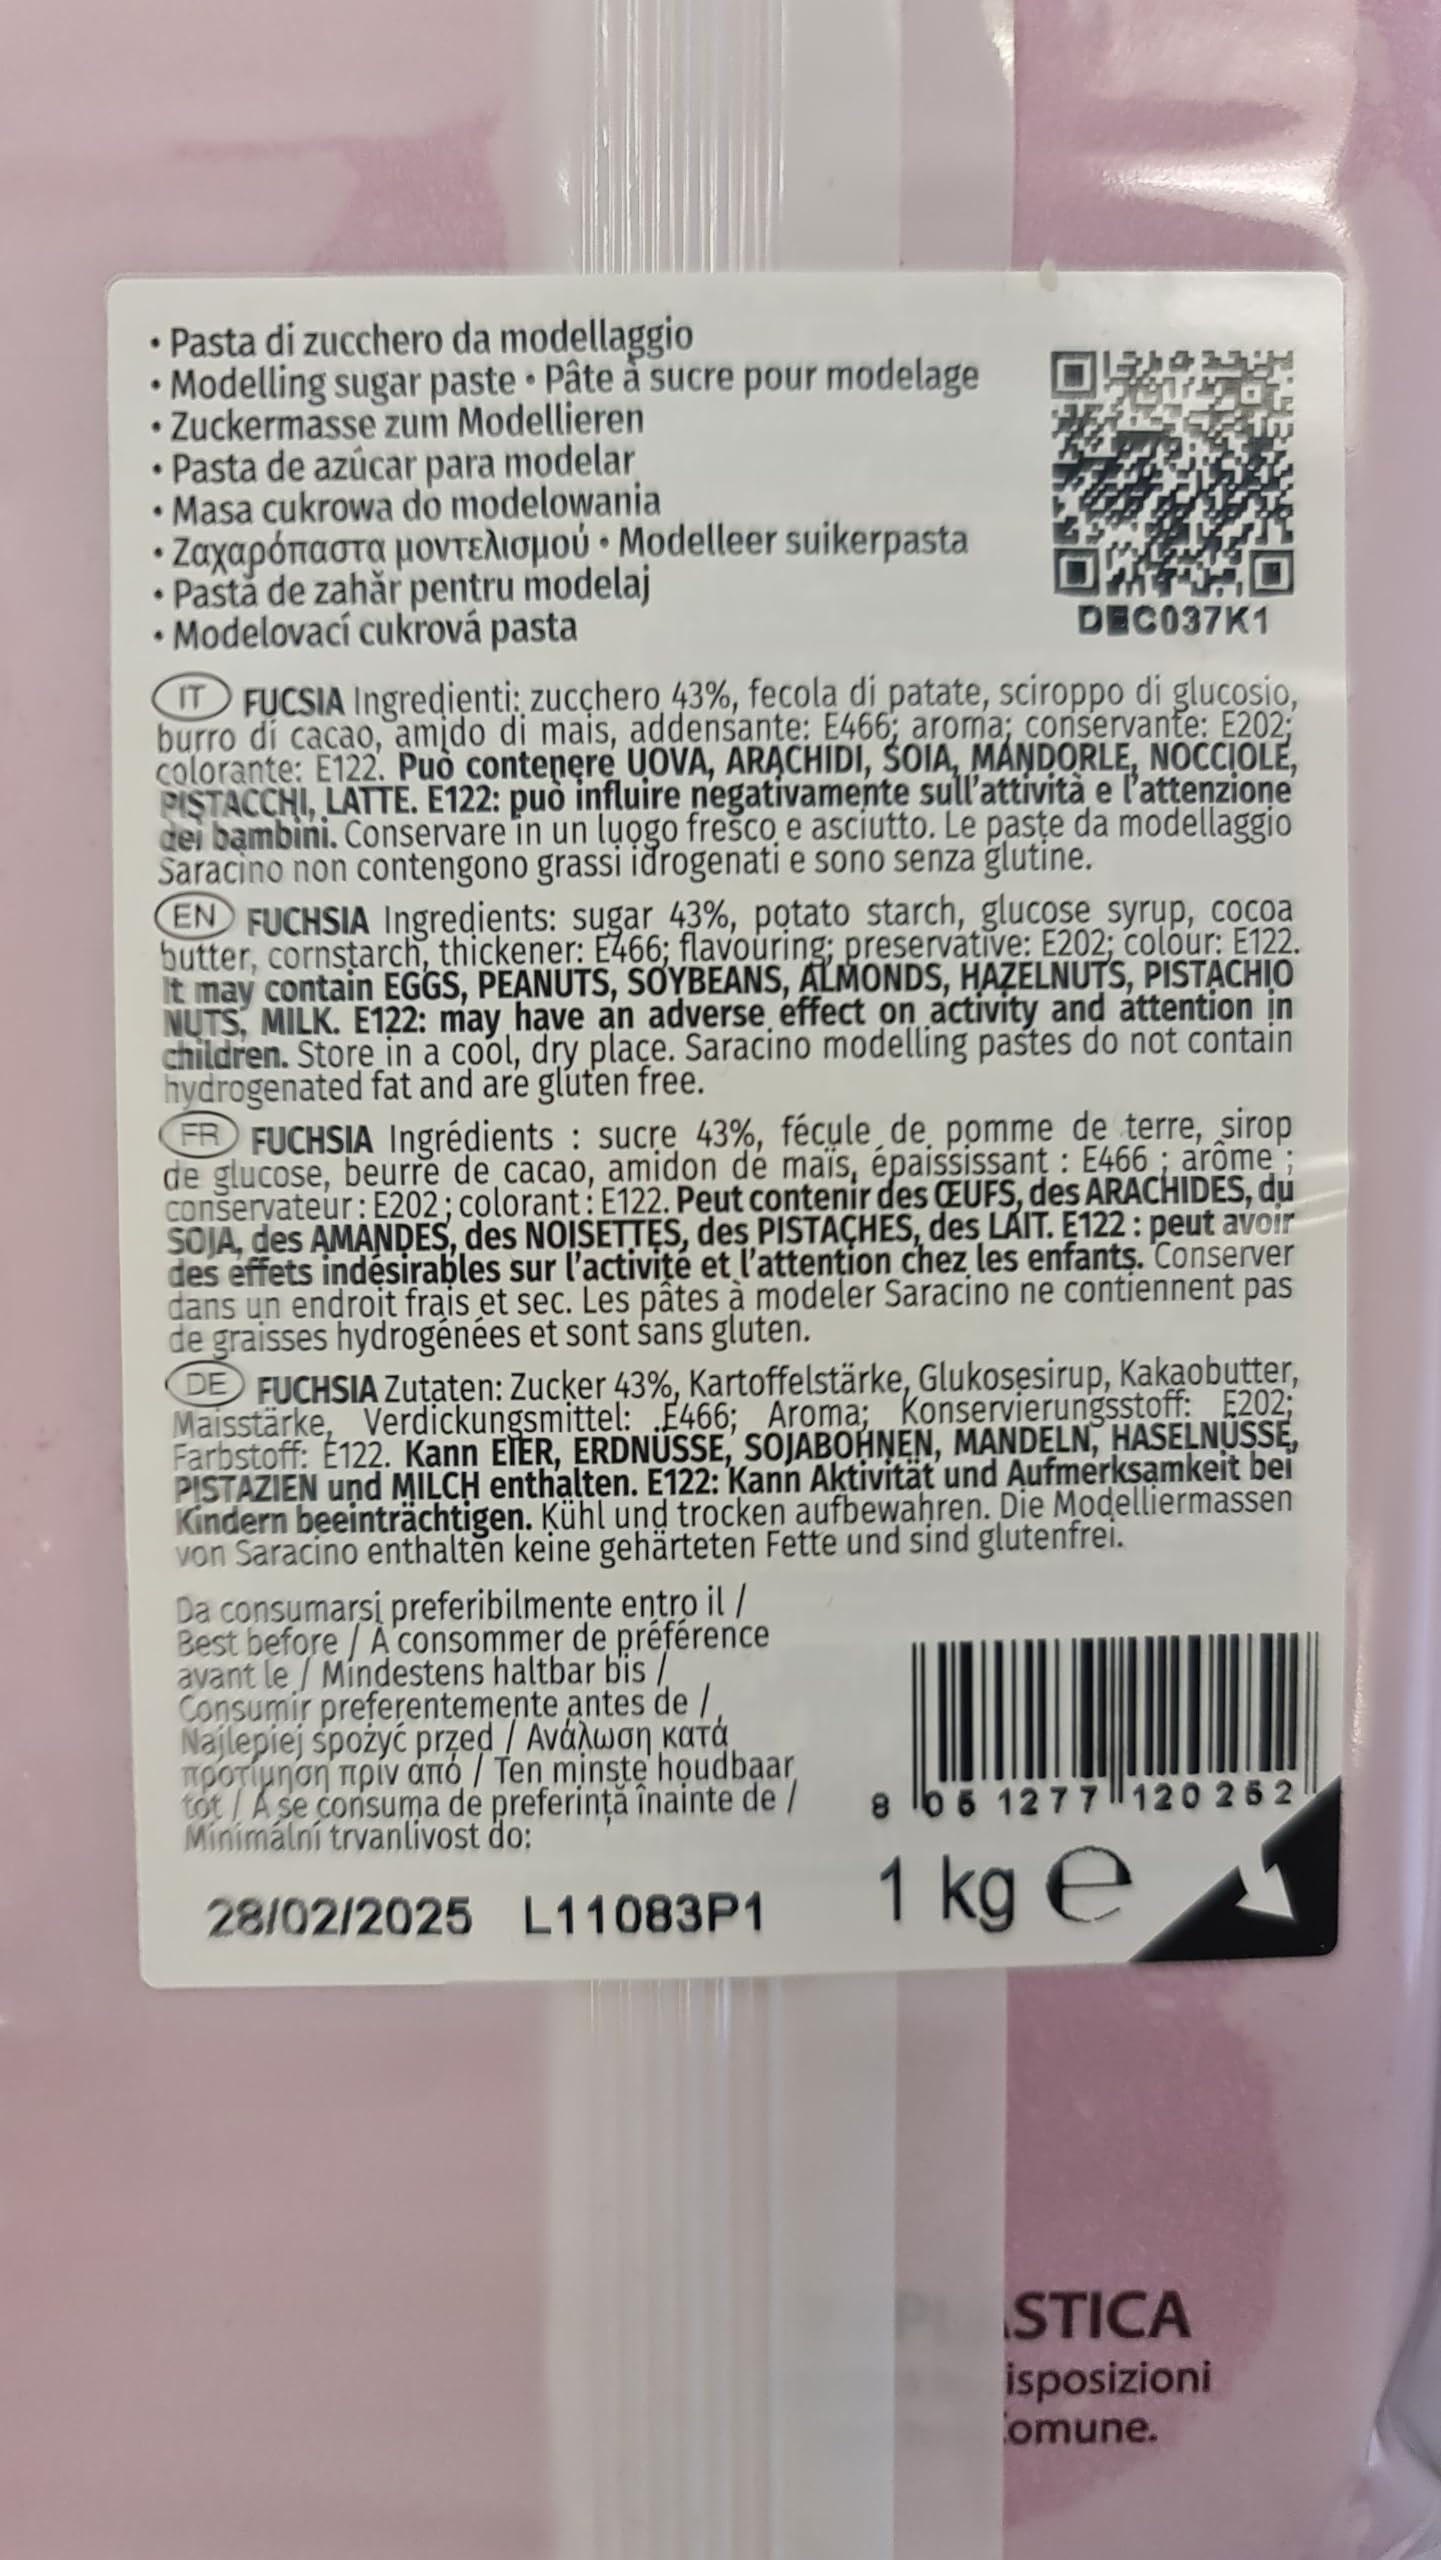 • Pasta di zucchero da modellaggio
• Modelling sugar paste • Pâte à sucre pour modelage
• Zuckermasse zum Modellieren
• Pasta de azúcar para modelar
• Masa cukrowa do modelowania
• Ζαχαρόπαστα μοντελισμού • Modelleer suikerpasta
• Pastă de zahăr pentru modelaj
• Modelovací cukrová pasta
DEC037K1
IT FUCSIA Ingredienti: zucchero 43%, fecola di patate, sciroppo di glucosio,
burro di cacao, amido di mais, addensante: E466; aroma; conservante: E202;
colorante: E122. Può contenere UOVA, ARACHIDI, SOIA, MANDORLE, NOCCIOLE,
PISTACCHI, LATTE. E122: può influire negativamente sull'attività e l'attenzione
dei bambini. Conservare in un luogo fresco e asciutto. Le paste da modellaggio
Saracino non contengono grassi idrogenati e sono senza glutine.
EN FUCHSIA Ingredients: sugar 43%, potato starch, glucose syrup, cocoa
butter, cornstarch, thickener: E466; flavouring; preservative: E202; colour: E122.
It may contain EGGS, PEANUTS, SOYBEANS, ALMONDS, HAZELNUTS, PISTACHIO
NUTS, MILK. E122: may have an adverse effect on activity and attention in
children. Store in a cool, dry place. Saracino modelling pastes do not contain
hydrogenated fat and are gluten free.
FR FUCHSIA Ingrédients : sucre 43%, fécule de pomme de terre, sirop
de glucose, beurre de cacao, amidon de maïs, épaississant : E466 ; arôme ;
conservateur : E202 ; colorant : E122. Peut contenir des ŒUFS, des ARACHIDES, du
SOJA, des AMANDES, des NOISETTES, des PISTACHES, des LAIT. E122 : peut avoir
des effets indésirables sur l'activité et l'attention chez les enfants. Conserver
dans un endroit frais et sec. Les pâtes à modeler Saracino ne contiennent pas
de graisses hydrogénées et sont sans gluten.
DE FUCHSIA Zutaten: Zucker 43%, Kartoffelstärke, Glukosesirup, Kakaobutter,
Maisstärke, Verdickungsmittel: E466; Aroma; Konservierungsstoff: E202;
Farbstoff: E122. Kann EIER, ERDNÜSSE, SOJABOHNEN, MANDELN, HASELNÜSSE,
PISTAZIEN und MILCH enthalten. E122: Kann Aktivität und Aufmerksamkeit bei
Kindern beeinträchtigen. Kühl und trocken aufbewahren. Die Modelliermassen
von Saracino enthalten keine gehärteten Fette und sind glutenfrei.
Da consumarsi preferibilmente entro il /
Best before / À consommer de préférence
avant le / Mindestens haltbar bis /
Consumir preferentemente antes de /
Najlepiej spożyć przed / Ανάλωση κατά
προτίμηση πριν από / Ten minste houdbaar
tot / A se consuma de preferință înainte de /
Minimální trvanlivost do:
28/02/2025 L11083P1
8 051277 120252
1 kg e
PLASTICA
isposizioni
omune.